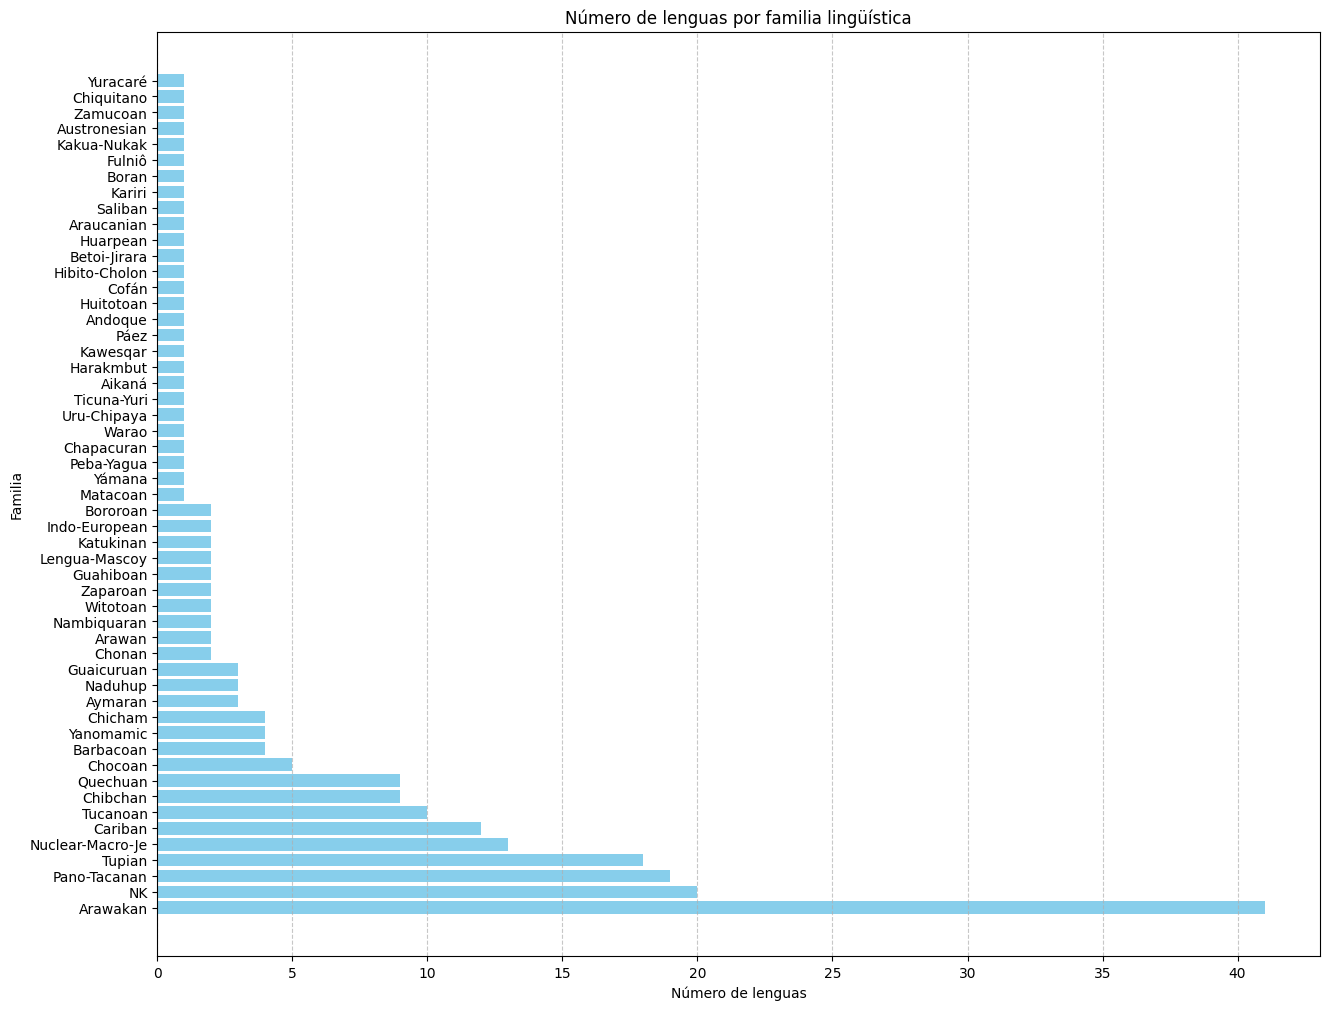 Número de lenguas por familia lingüística
Yuracaré
Chiquitano
Zamucoan
Austronesian
Kakua-Nukak
Fulniô
Boran
Kariri
Saliban
Araucanian
Huarpean
Betoi-Jirara
Hibito-Cholon
Cofán
Huitotoan
Andoque
Páez
Kawesqar
Harakmbut
Aikaná
Ticuna-Yuri
Uru-Chipaya
Warao
Chapacuran
Peba-Yagua
Yámana
Matacoan
Bororoan
Indo-European
Katukinan
Lengua-Mascoy
Guahiboan
Zaparoan
Witotoan
Nambiquaran
Arawan
Chonan
Guaicuruan
Naduhup
Aymaran
Chicham
Yanomamic
Barbacoan
Chocoan
Quechuan
Chibchan
Tucanoan
Cariban
Nuclear-Macro-Je
Tupian
Pano-Tacanan
NK
Arawakan
Familia
0 5 10 15 20 25 30 35 40
Número de lenguas